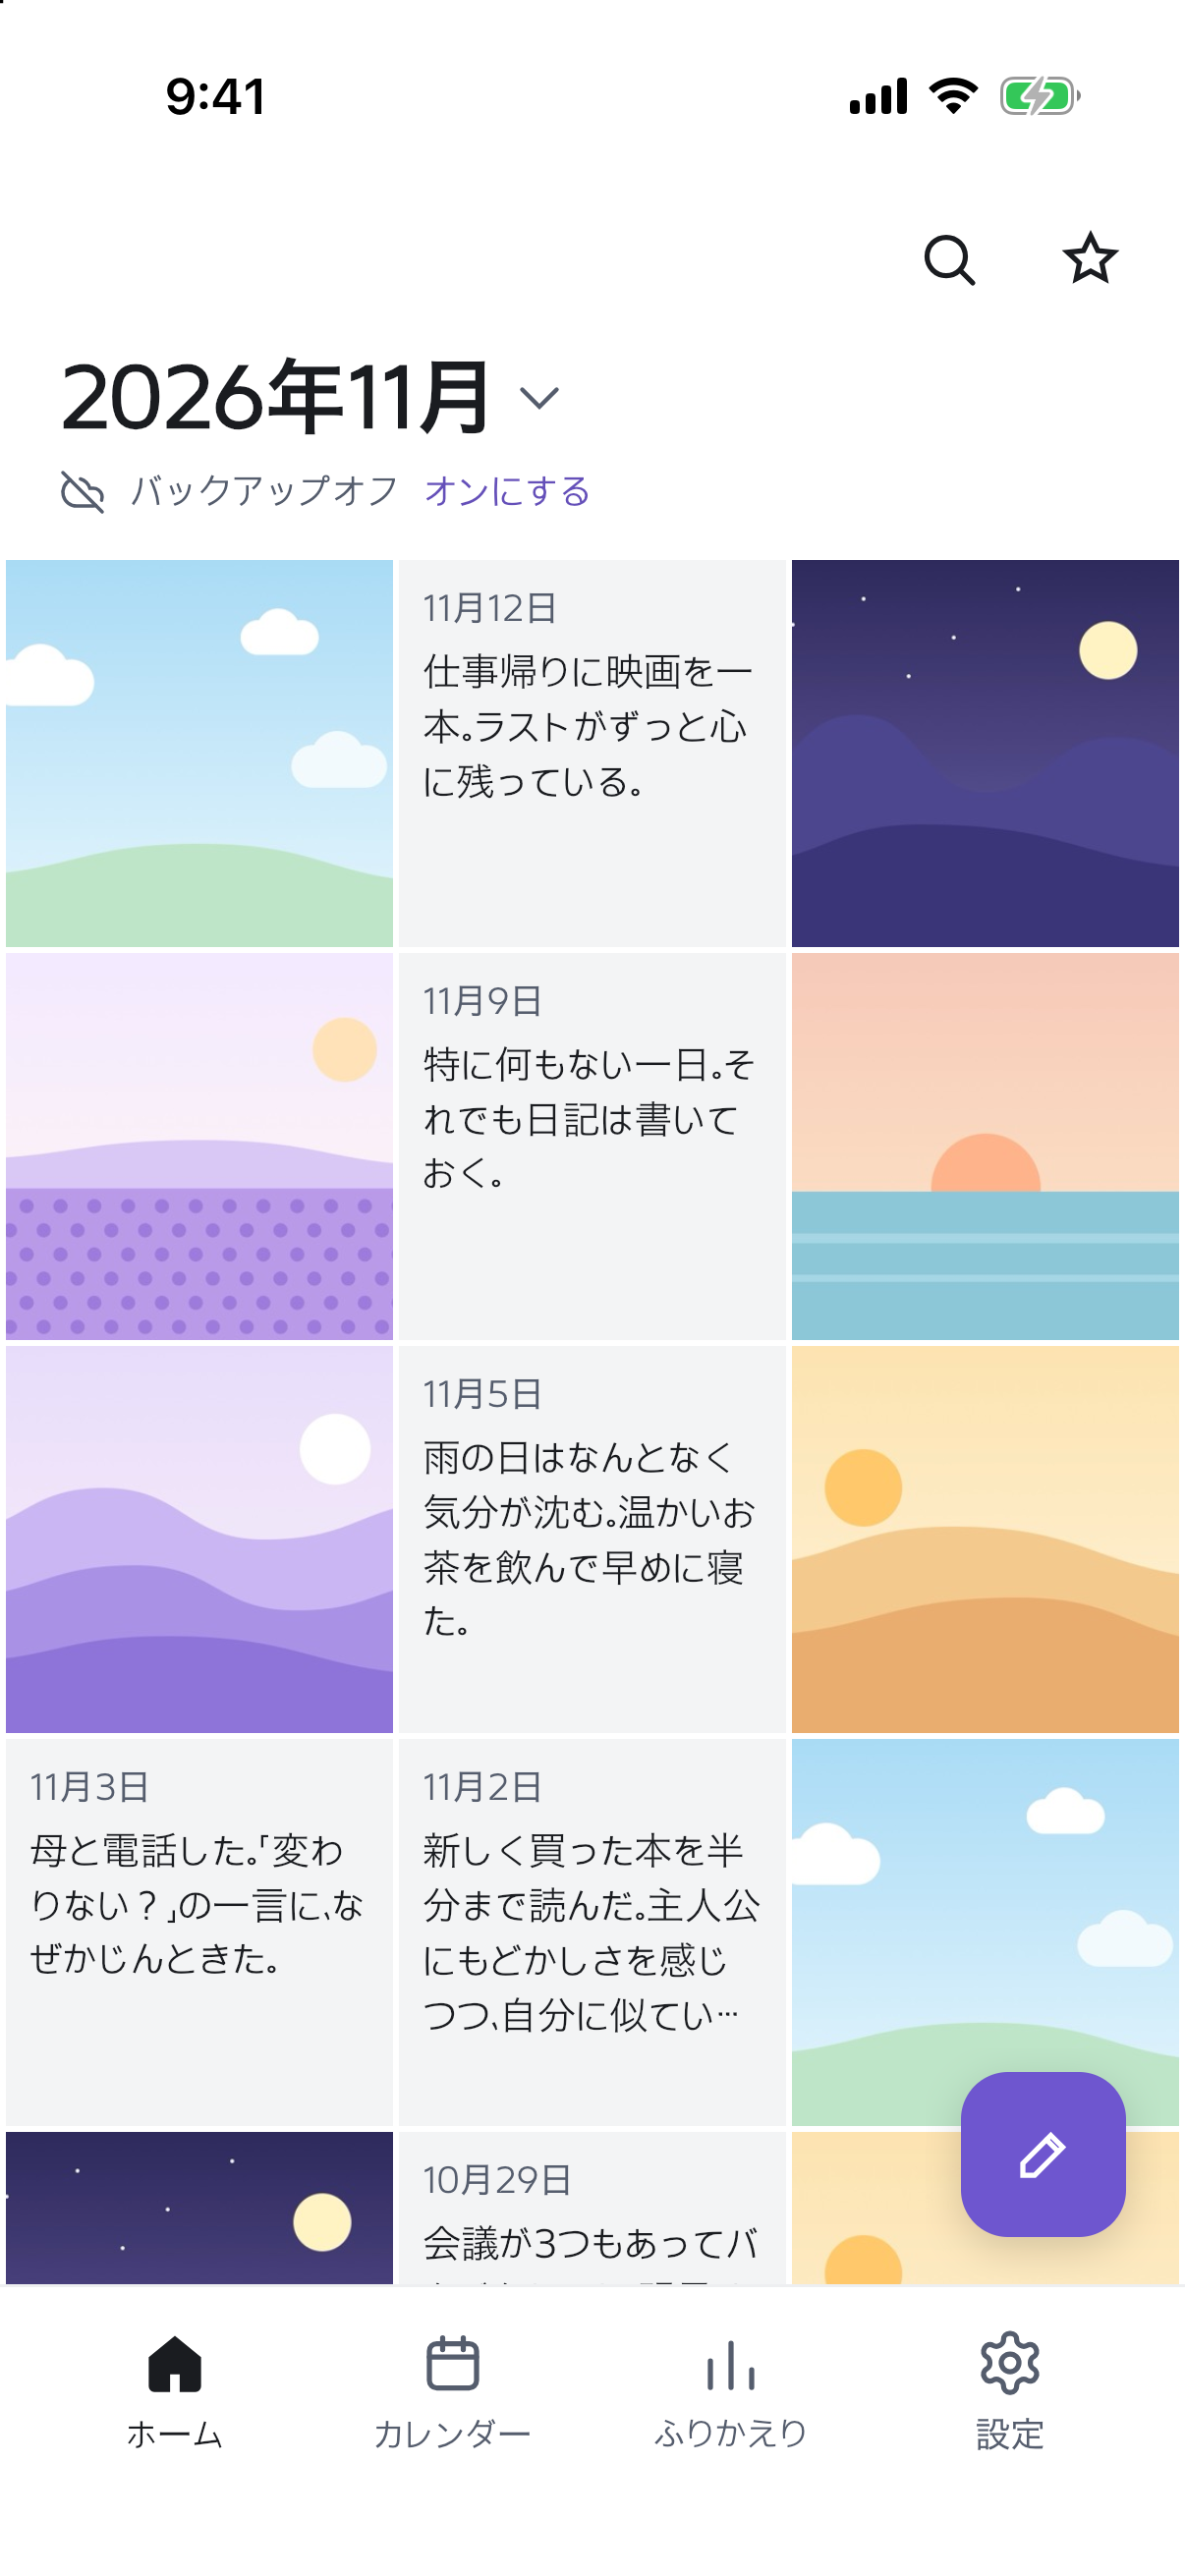 9:41
2026年11月
バックアップオフ オンにする
11月12日
仕事帰りに映画を一
本。ラストがずっと心
に残っている。
11月9日
特に何もない一日。そ
れでも日記は書いて
おく。
11月5日
雨の日はなんとなく
気分が沈む。温かいお
茶を飲んで早めに寝
た。
11月3日
母と電話した。「変わ
りない？」の一言に、な
ぜかじんときた。
11月2日
新しく買った本を半
分まで読んだ。主人公
にもどかしさを感じ
つつ、自分に似てい…
10月29日
会議が3つもあってバ
ホーム
カレンダー
ふりかえり
設定